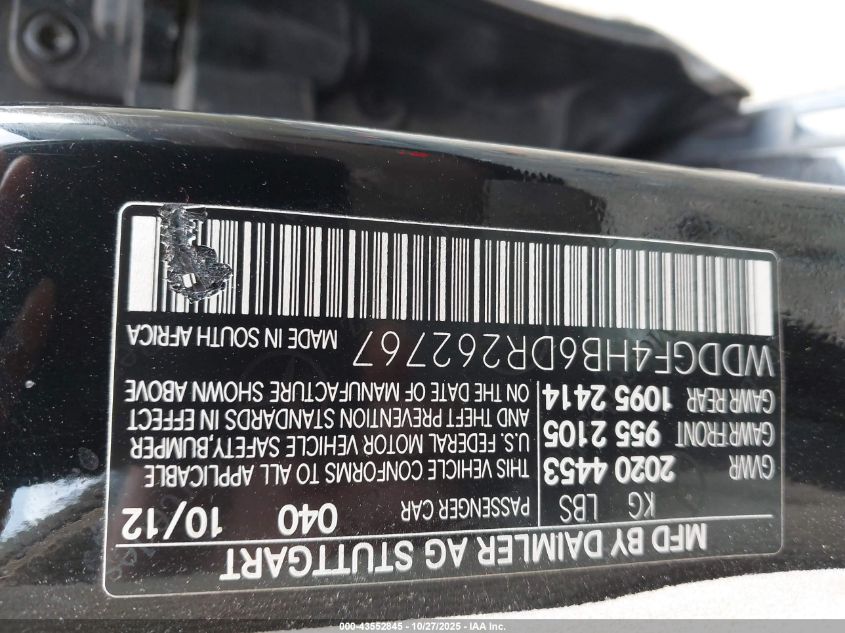 MFD BY DAIMLER AG STUTTGART
KG LBS PASSENGER CAR 040 10/12
GVWR 2020 4453
GAWR FRONT 955 2105
GAWR REAR 1095 2414
THIS VEHICLE CONFORMS TO ALL APPLICABLE
U.S. FEDERAL MOTOR VEHICLE SAFETY,BUMPER
AND THEFT PREVENTION STANDARDS IN EFFECT
ON THE DATE OF MANUFACTURE SHOWN ABOVE
WDDGF4HB6DR262767 MADE IN SOUTH AFRICA
000-43552845 - 10/27/2025 - IAA Inc.